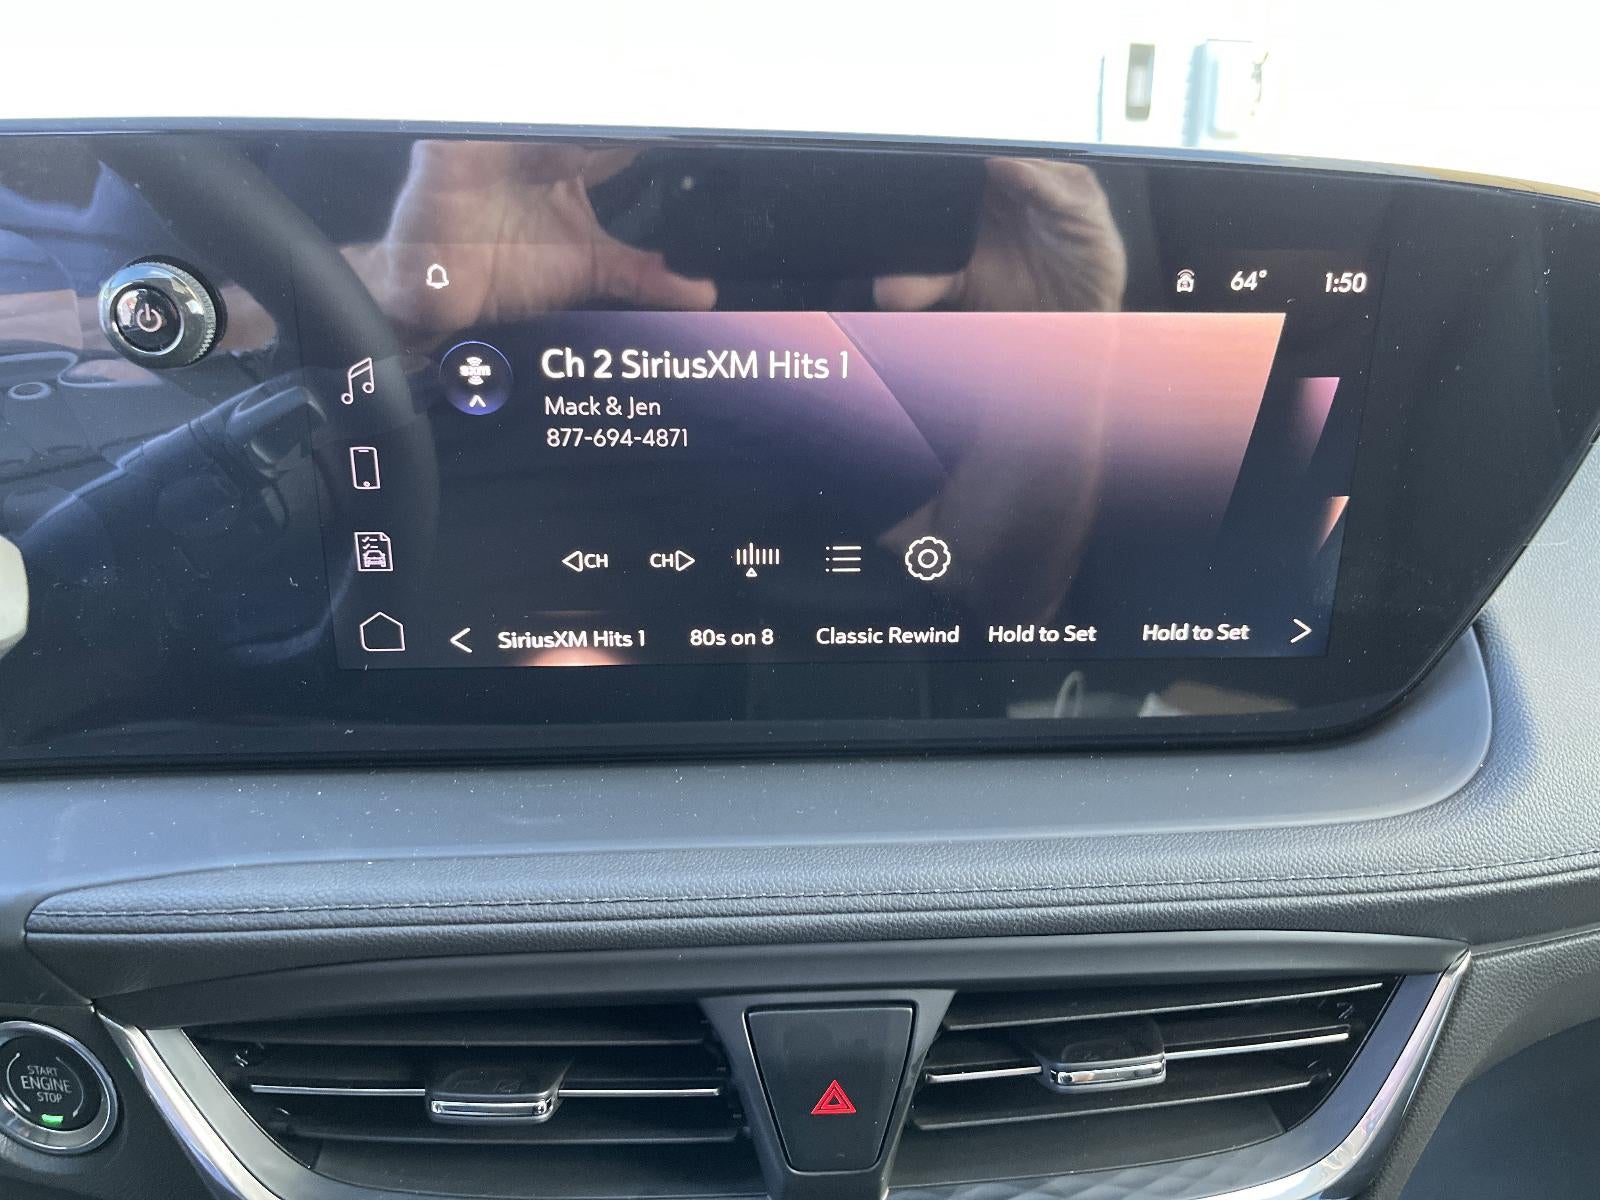 64° 1:50
sxm
Ch 2 SiriusXM Hits 1
Mack & Jen
877-694-4871
CH CH
SiriusXM Hits 1 80s on 8 Classic Rewind Hold to Set Hold to Set
START
ENGINE
STOP